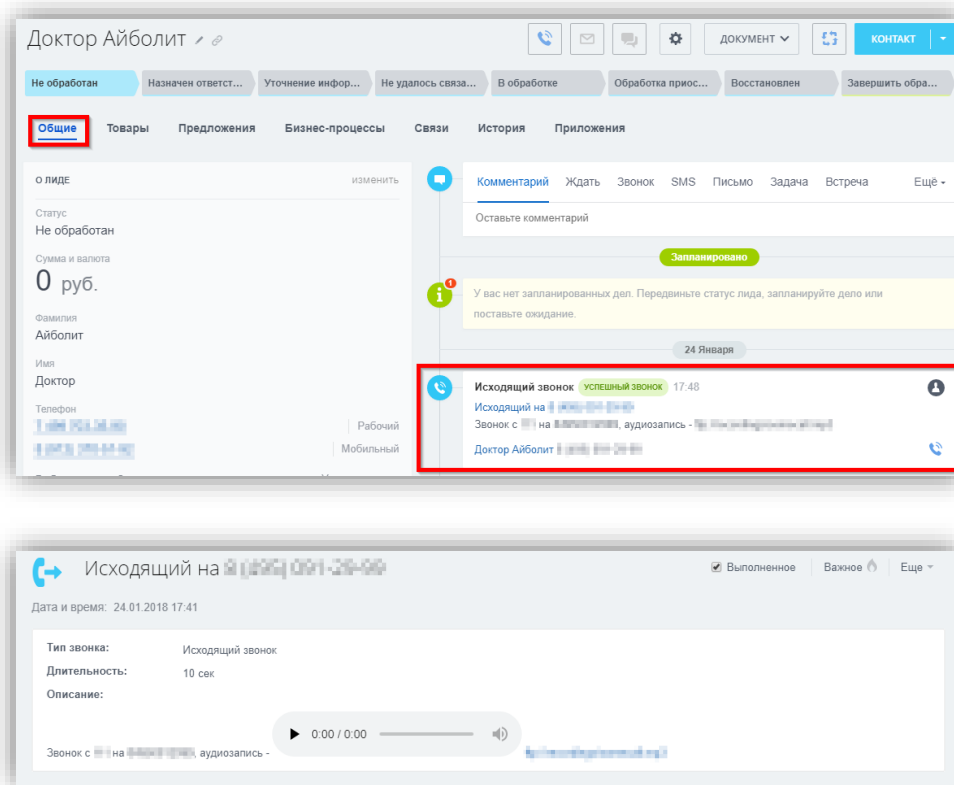 Доктор Айболит
ДОКУМЕНТ
КОНТАКТ
Не обработан
Назначен ответст...
Уточнение инфор...
Не удалось связа...
В обработке
Обработка приос...
Восстановлен
Завершить обра...
Общие
Товары
Предложения
Бизнес-процессы
Связи
История
Приложения
О ЛИДЕ
изменить
Статус
Не обработан
Сумма и валюта
0 руб.
Фамилия
Айболит
Имя
Доктор
Телефон
Рабочий
Мобильный
Комментарий Ждать Звонок SMS Письмо Задача Встреча Ещё
Оставьте комментарий
Запланировано
1
У вас нет запланированных дел. Передвиньте статус лида, запланируйте дело или
поставьте ожидание.
24 Января
Исходящий звонок УСПЕШНЫЙ ЗВОНОК 17:48
Исходящий на
Звонок с на , аудиозапись -
Доктор Айболит
Исходящий на
Выполненное
Важное
Еще
Дата и время: 24.01.2018 17:41
Тип звонка: Исходящий звонок
Длительность: 10 сек
Описание:
0:00 / 0:00
Звонок с на , аудиозапись -